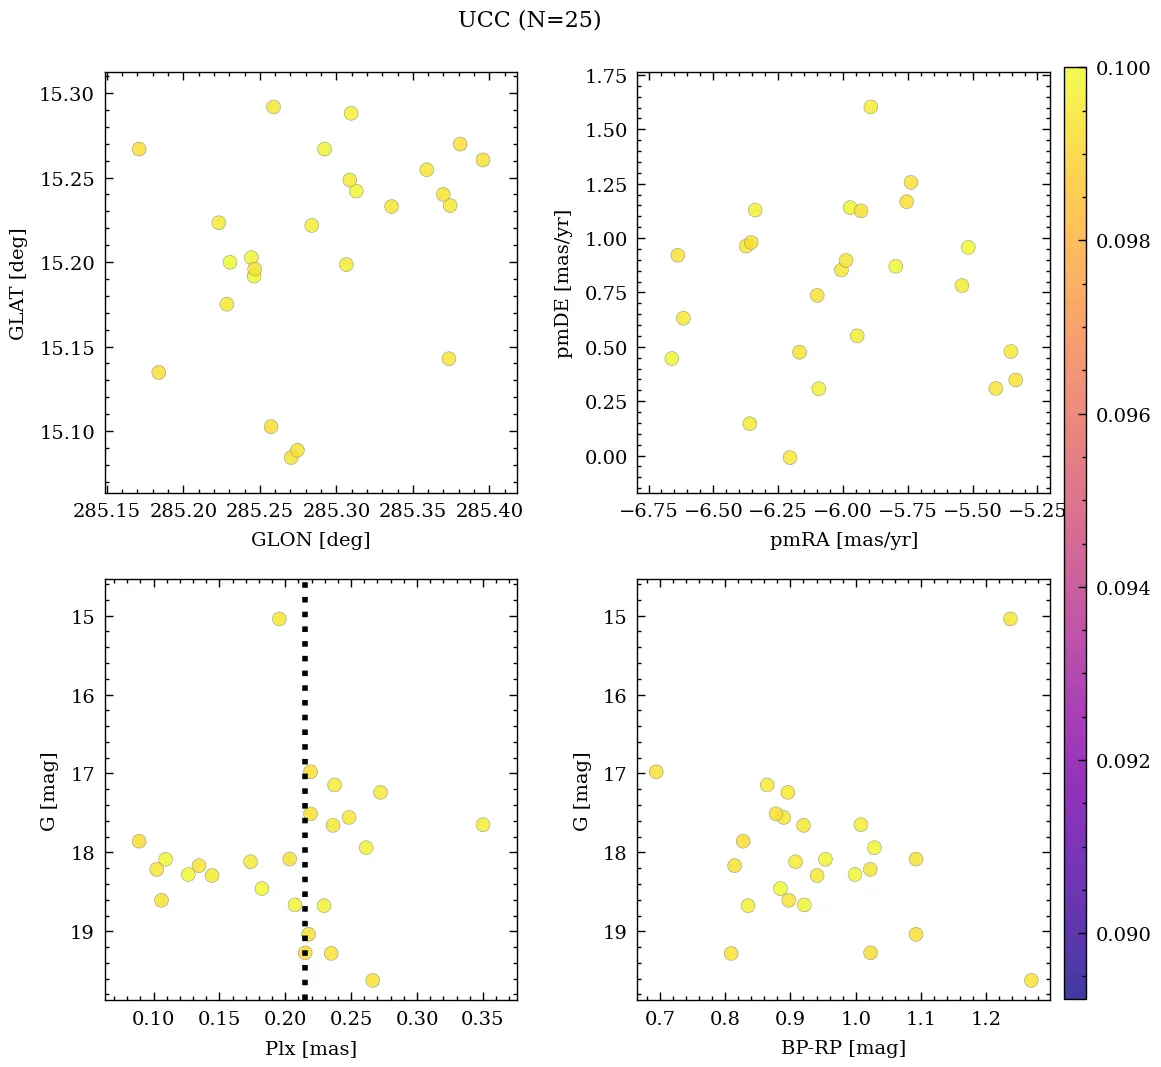 UCC (N=25)
15.30
15.25
15.20
15.15
15.10
GLAT [deg]
285.15 285.20 285.25 285.30 285.35 285.40
GLON [deg]
1.75
1.50
1.25
1.00
0.75
0.50
0.25
0.00
pmDE [mas/yr]
−6.75 −6.50 −6.25 −6.00 −5.75 −5.50 −5.25
pmRA [mas/yr]
15
16
17
18
19
G [mag]
0.10 0.15 0.20 0.25 0.30 0.35
Plx [mas]
15
16
17
18
19
G [mag]
0.7 0.8 0.9 1.0 1.1 1.2
BP-RP [mag]
0.100
0.098
0.096
0.094
0.092
0.090